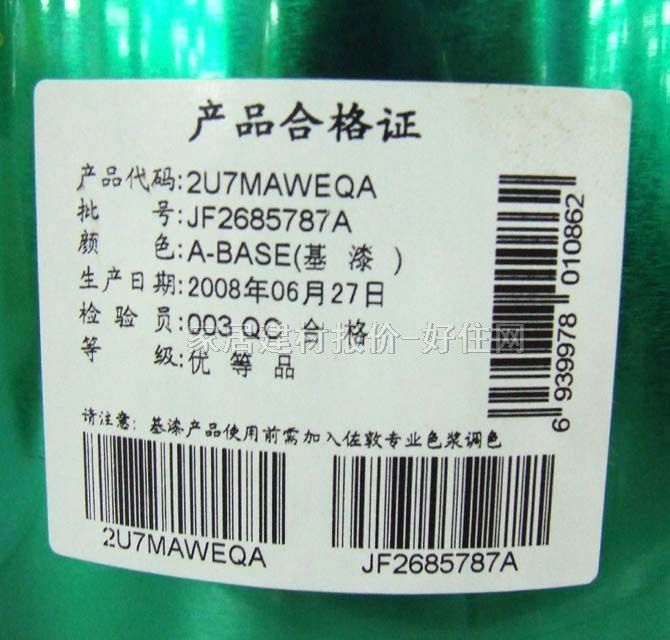 产品合格证
产品代码:2U7MAWEQA
批 号:JF2685787A
颜 色:A-BASE(基 漆 )
生产日期:2008年06月27日
检 验 员:003 QC 合 格
等 级:优 等 品
家居建材报价-好住网
6 939978 010862
请注意: 基漆产品使用前需加入佐敦专业色浆调色
2U7MAWEQA
JF2685787A